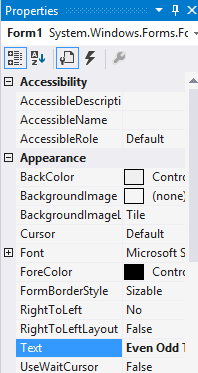 Properties
Form1 System.Windows.Forms.Fo
Accessibility
AccessibleDescripti
AccessibleName
AccessibleRole Default
Appearance
BackColor Contro
BackgroundImage (none)
BackgroundImageL Tile
Cursor Default
Font Microsoft S
ForeColor Contro
FormBorderStyle Sizable
RightToLeft No
RightToLeftLayout False
Text Even Odd T
UseWaitCursor False